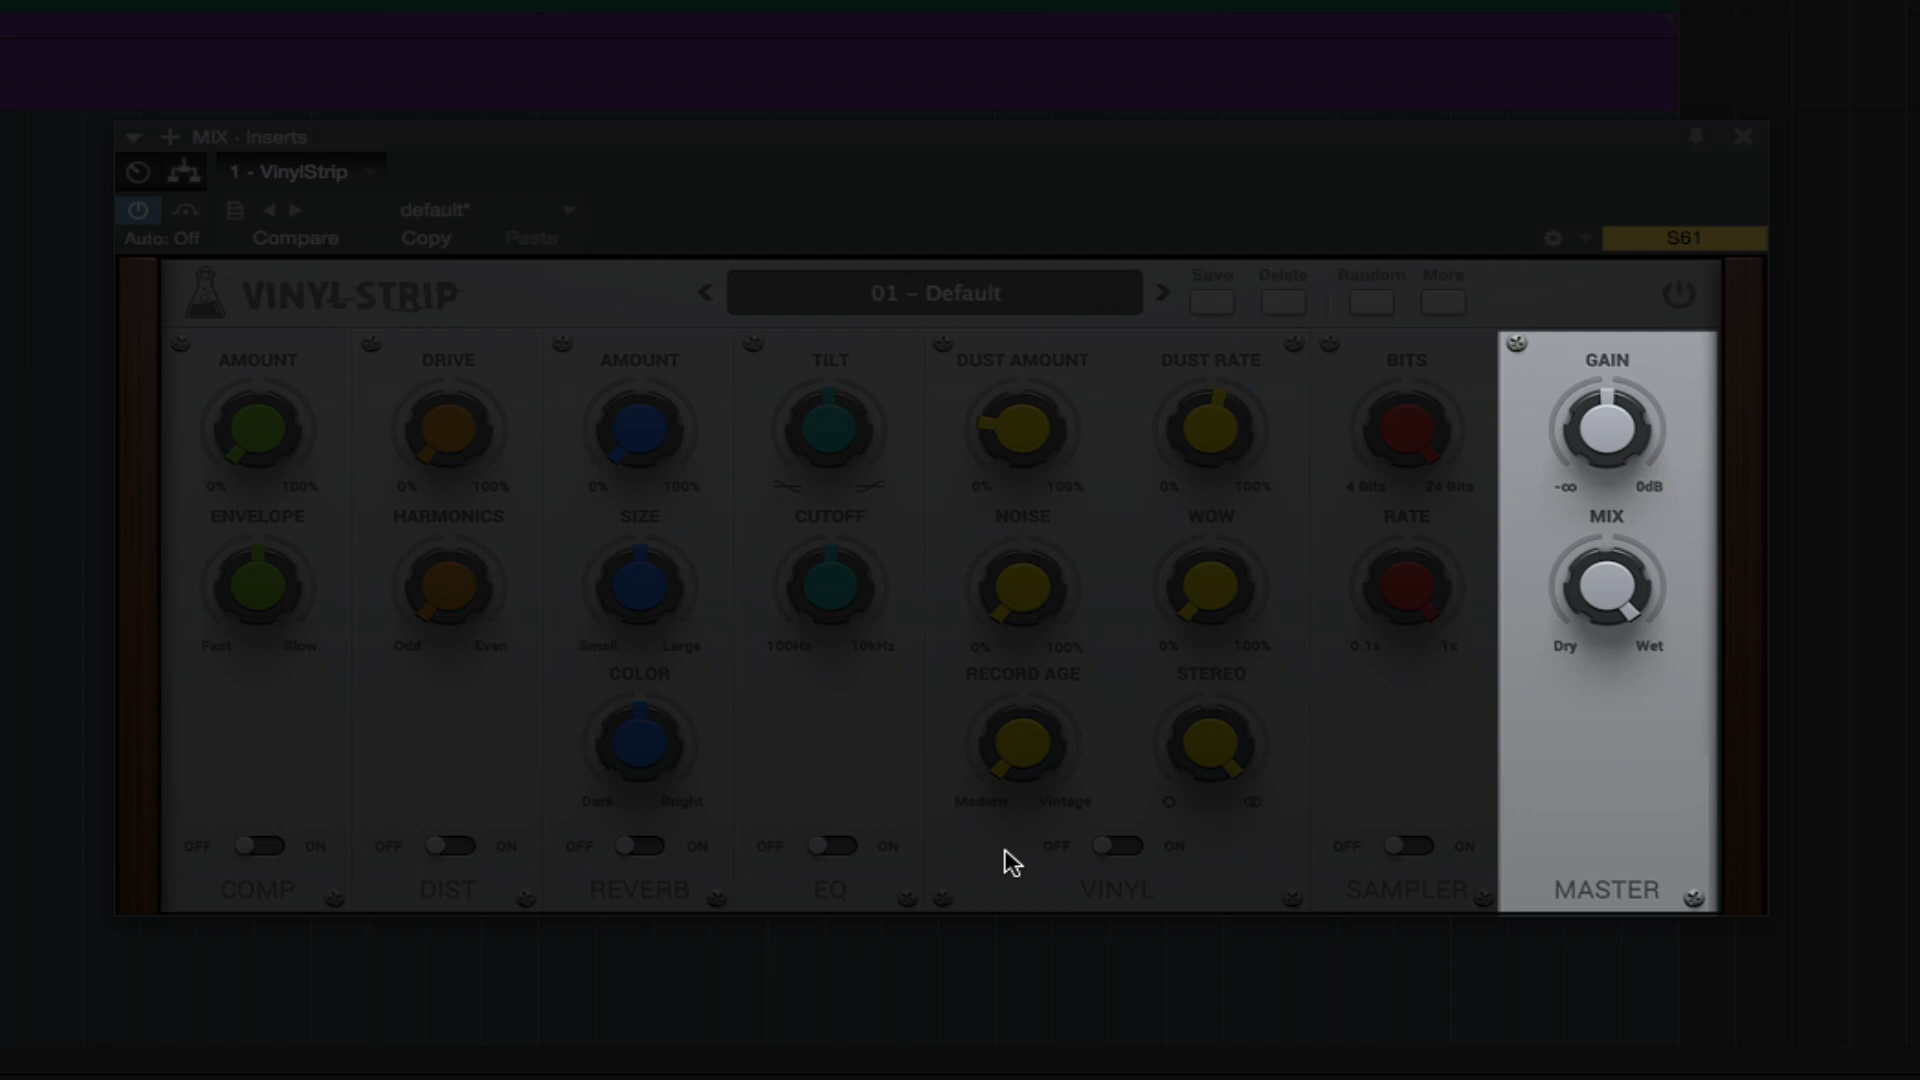 MIX - Inserts
1 - VinylStrip
default*
Auto: Off Compare Copy Paste
S61
VINYL-STRIP
< 01 – Default >
Save Delete Random More
AMOUNT DRIVE AMOUNT TILT DUST AMOUNT DUST RATE BITS GAIN
0% 100% 0% 100% 0% 100% 0% 100% 0% 100% 4 Bits 24 Bits -∞ 0dB
ENVELOPE HARMONICS SIZE CUTOFF NOISE WOW RATE MIX
Fast Slow Odd Even Small Large 100Hz 10kHz 0% 100% 0% 100% 0.1x 1x Dry Wet
COLOR RECORD AGE STEREO
Dark Bright Modern Vintage
OFF ON OFF ON OFF ON OFF ON OFF ON OFF ON
COMP DIST REVERB EQ VINYL SAMPLER MASTER